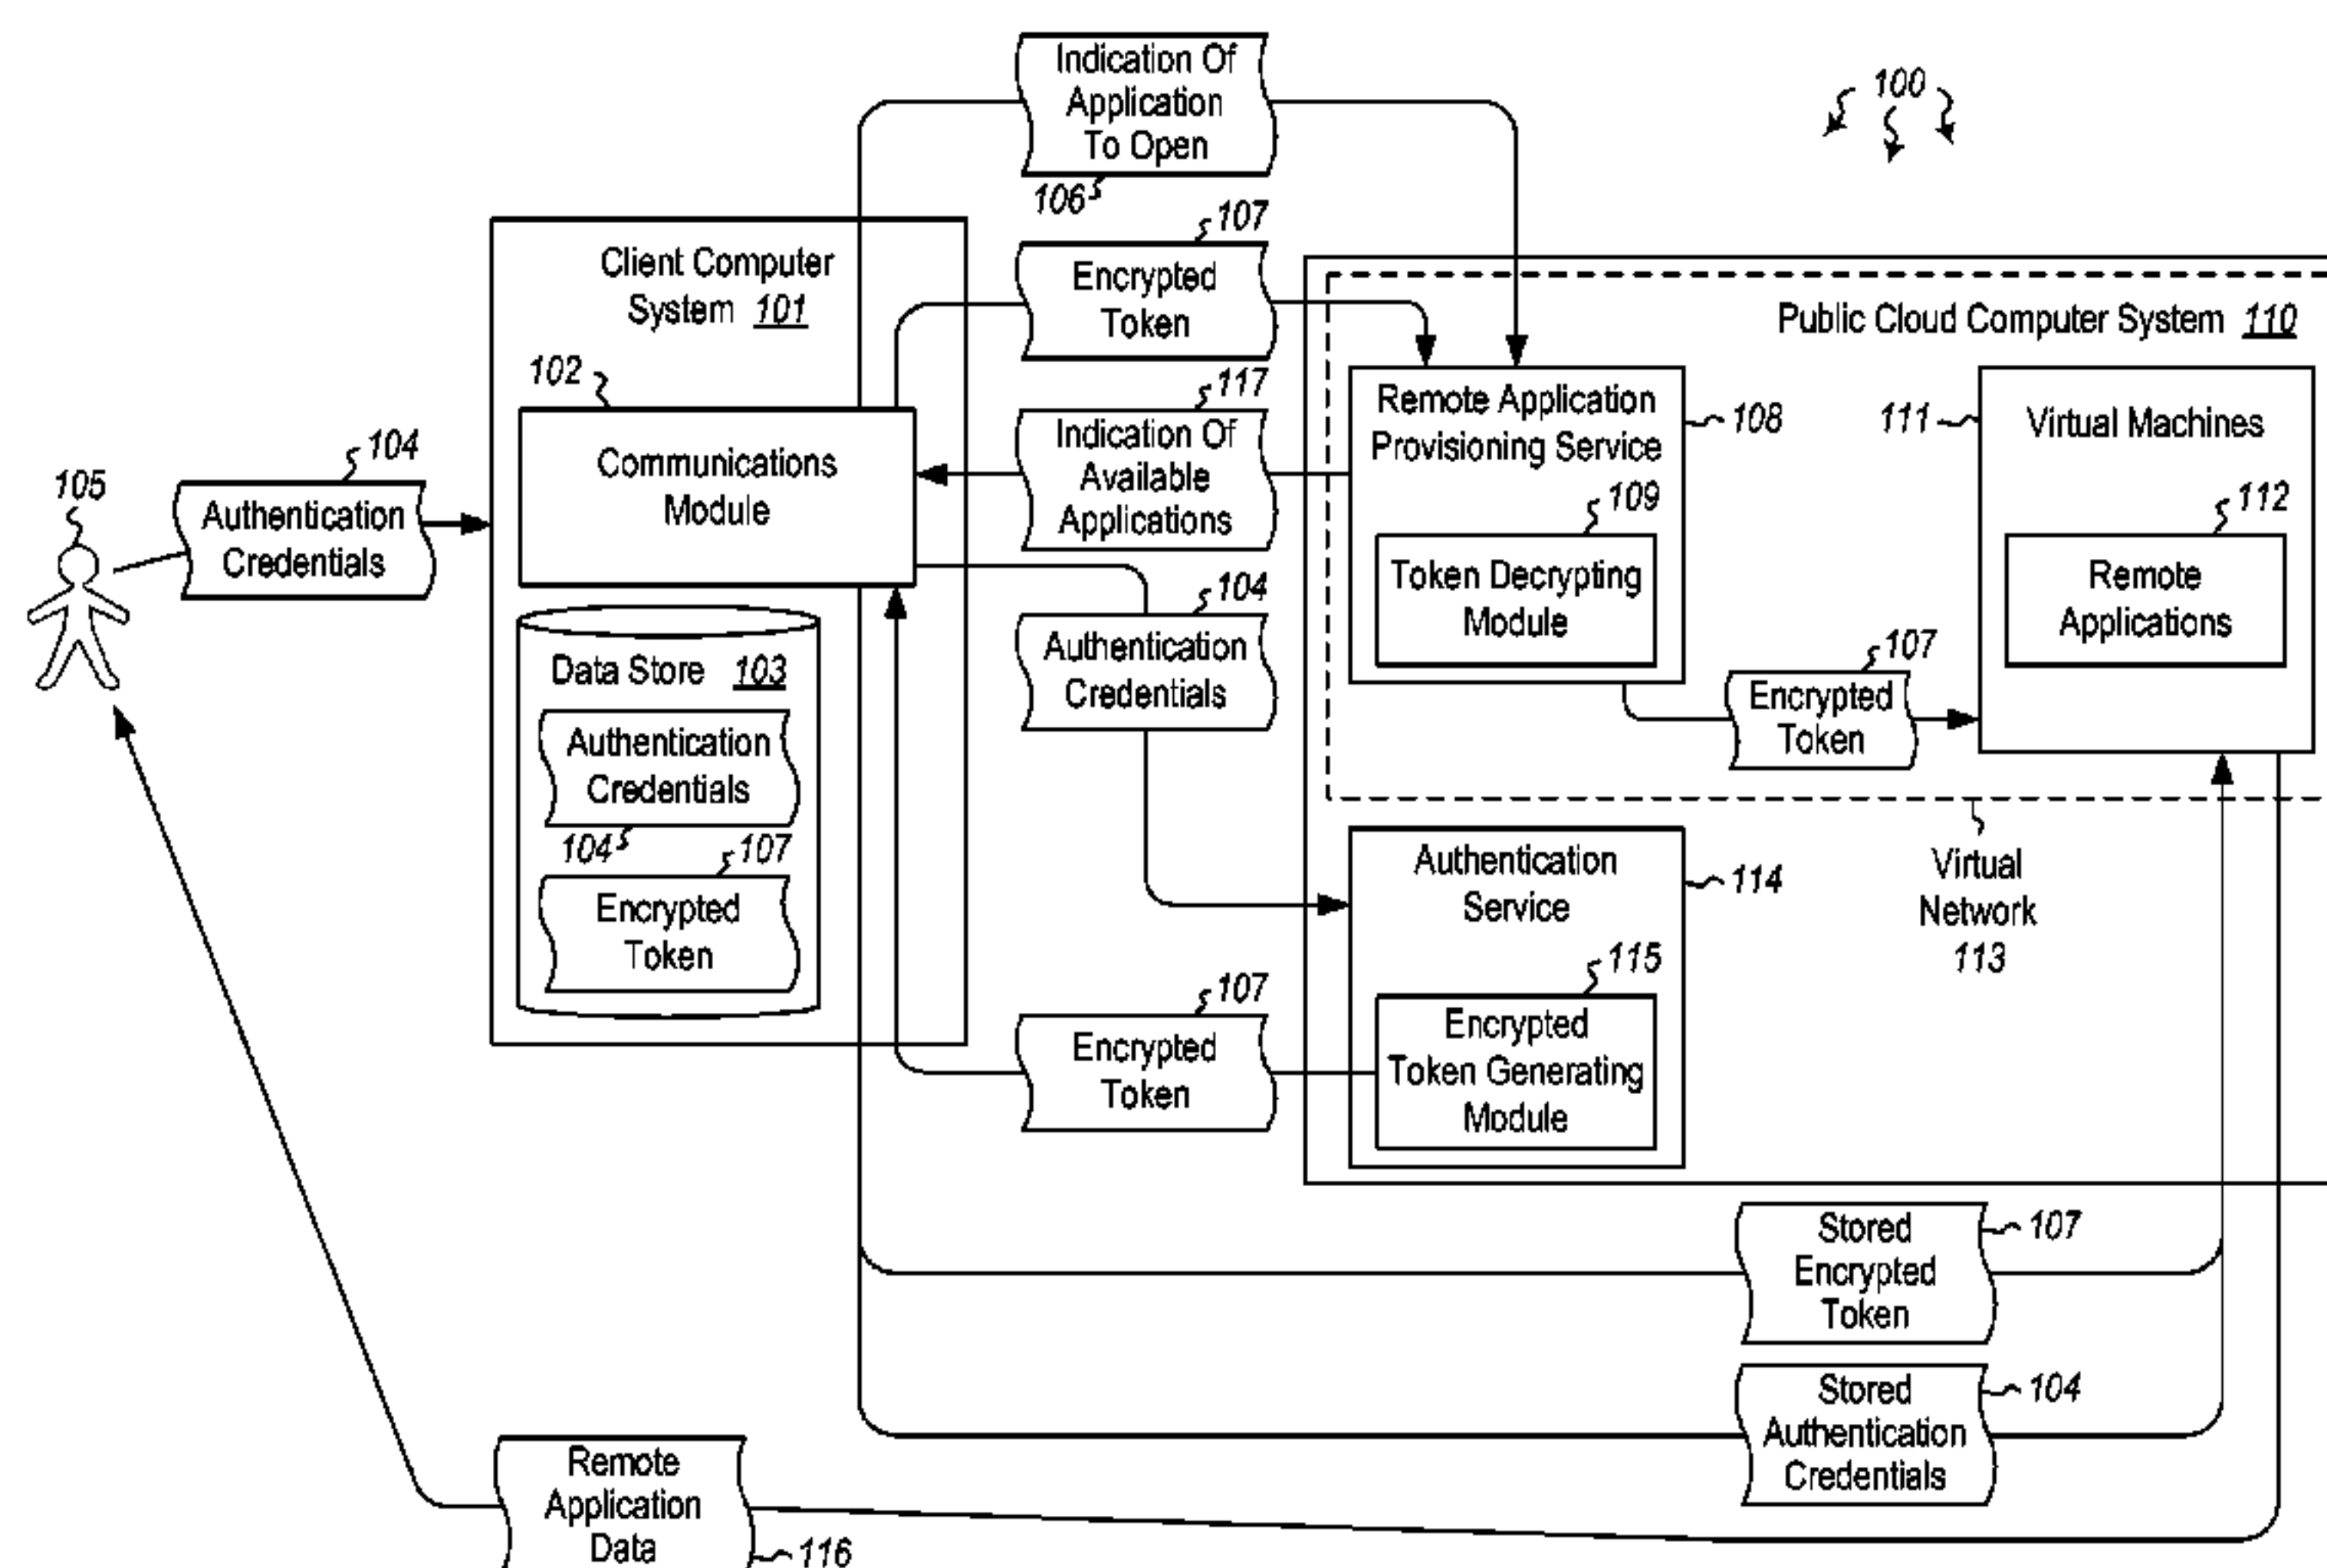 100
Indication Of
Application
To Open
106
107
Encrypted
Token
117
Indication Of
Available
Applications
104
Authentication
Credentials
107
Encrypted
Token
Client Computer
System 101
102
Communications
Module
Data Store 103
Authentication
Credentials
104
107
Encrypted
Token
104
Authentication
Credentials
105
Public Cloud Computer System 110
Remote Application
Provisioning Service
108
109
Token Decrypting
Module
111
Virtual Machines
112
Remote
Applications
107
Encrypted
Token
Virtual
Network
113
Authentication
Service
114
115
Encrypted
Token Generating
Module
Stored
Encrypted
Token
107
Stored
Authentication
Credentials
104
Remote
Application
Data
116